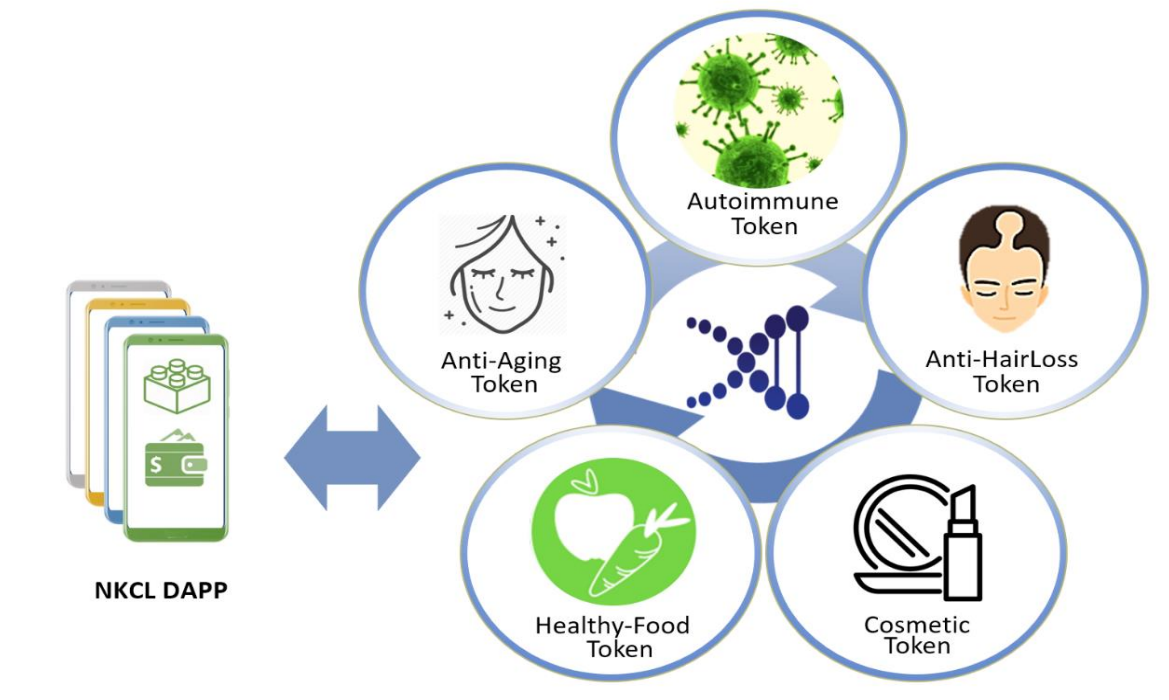 Autoimmune
Token
Anti-Aging
Token
Anti-HairLoss
Token
$
NKCL DAPP
Healthy-Food
Token
Cosmetic
Token